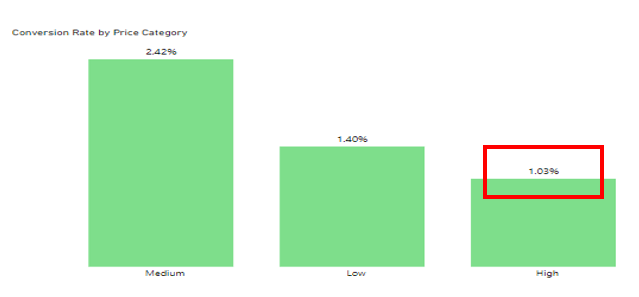 Conversion Rate by Price Category
2.42%
1.40%
1.03%
Medium
Low
High